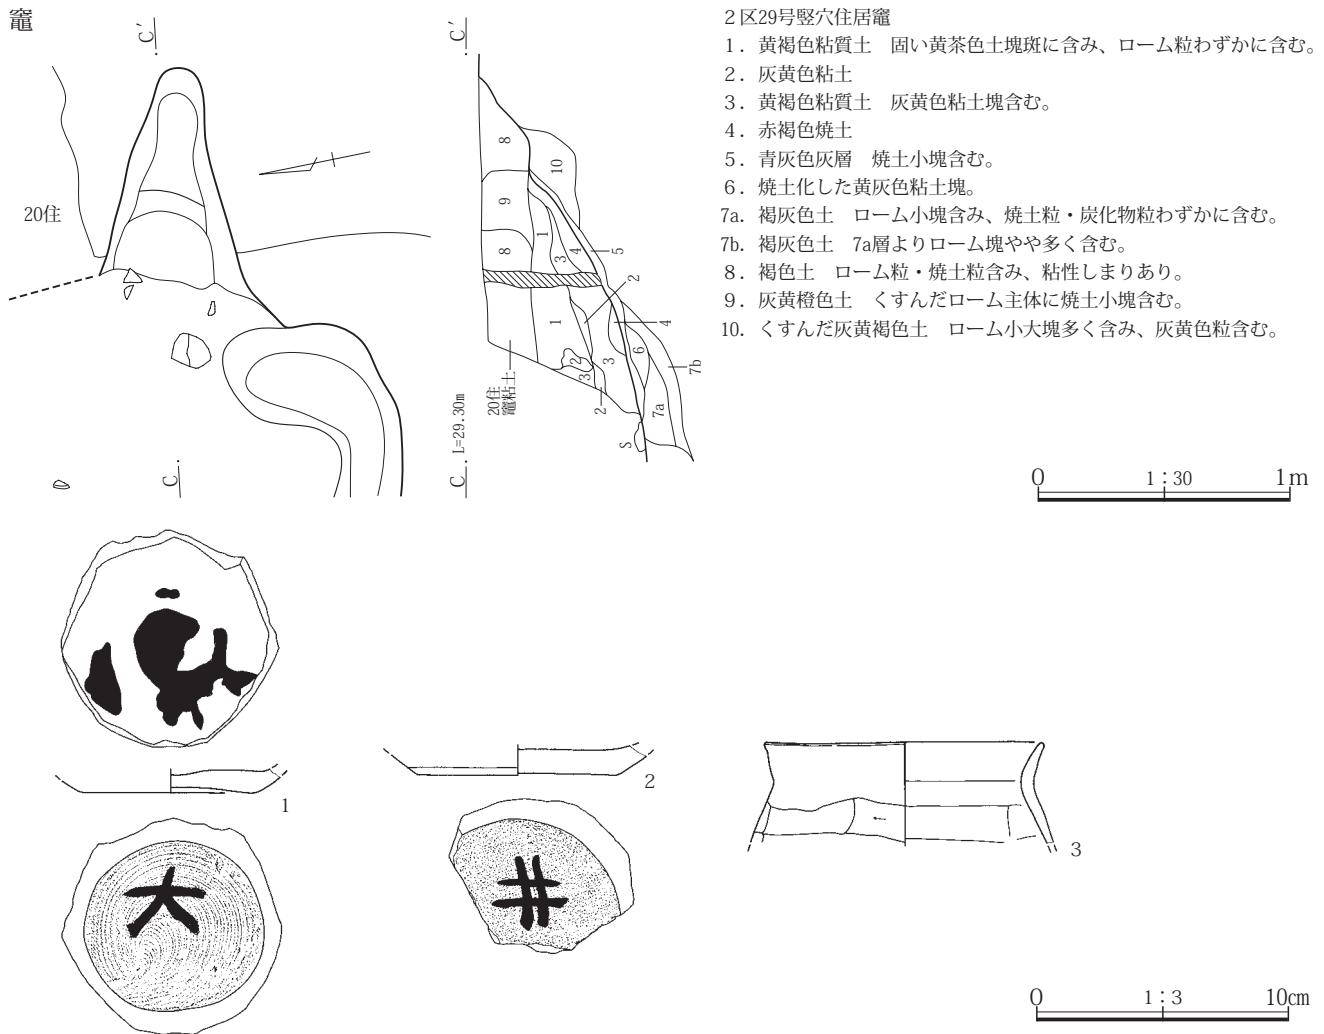 竈
C′
C′
20住
8
10
9
1
8
3
4
5
2
1
4
2
3
3
6
2
7a
7b
S
20住
竈粘土
L=29.30m
C
C
２区29号竪穴住居竈
１．黄褐色粘質土　固い黄茶色土塊斑に含み、ローム粒わずかに含む。
２．灰黄色粘土
３．黄褐色粘質土　灰黄色粘土塊含む。
４．赤褐色焼土
５．青灰色灰層　焼土小塊含む。
６．焼土化した黄灰色粘土塊。
7a．褐灰色土　ローム小塊含み、焼土粒・炭化物粒わずかに含む。
7b．褐灰色土　7a層よりローム塊やや多く含む。
８．褐色土　ローム粒・焼土粒含み、粘性しまりあり。
９．灰黄橙色土　くすんだローム主体に焼土小塊含む。
10．くすんだ灰黄褐色土　ローム小大塊多く含み、灰黄色粒含む。
0　1：30　1m
1
大
2
井
3
0　1：3　10cm